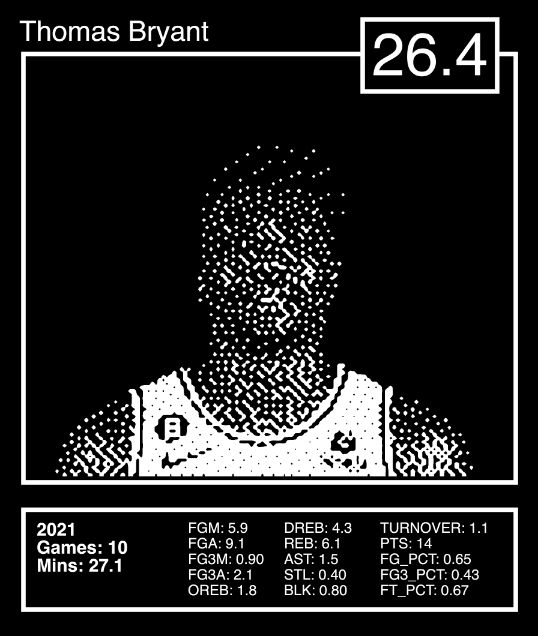 Thomas Bryant
26.4
2021
Games: 10
Mins: 27.1
FGM: 5.9
FGA: 9.1
FG3M: 0.90
FG3A: 2.1
OREB: 1.8
DREB: 4.3
REB: 6.1
AST: 1.5
STL: 0.40
BLK: 0.80
TURNOVER: 1.1
PTS: 14
FG_PCT: 0.65
FG3_PCT: 0.43
FT_PCT: 0.67